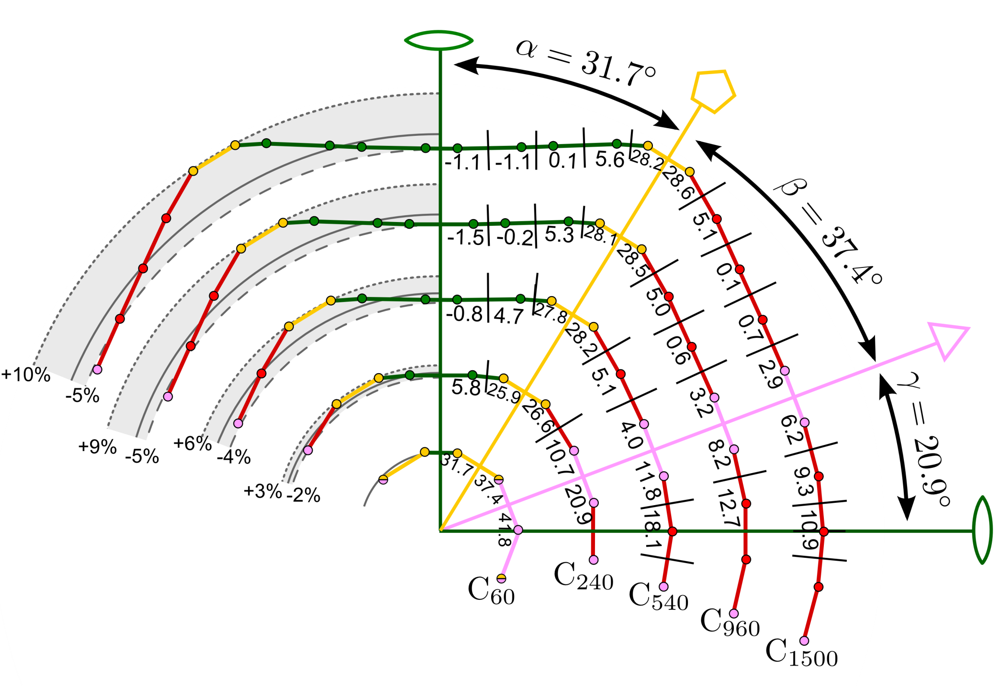 α = 31.7°
β = 37.4°
γ = 20.9°
-1.1 -1.1 0.1 5.6 28.2
28.6 5.1 0.1 0.7 2.9 6.2 9.3 10.9
-1.5 -0.2 5.3 28.1
28.5 5.0 0.6 3.2 8.2 12.7
-0.8 4.7 27.8
28.2 5.1 4.0 11.8 18.1
5.8 25.9
26.6 10.7 20.9
31.7 37.4 41.8
+10%
-5%
+9%
-5%
+6%
-4%
+3%
-2%
C60
C240
C540
C960
C1500